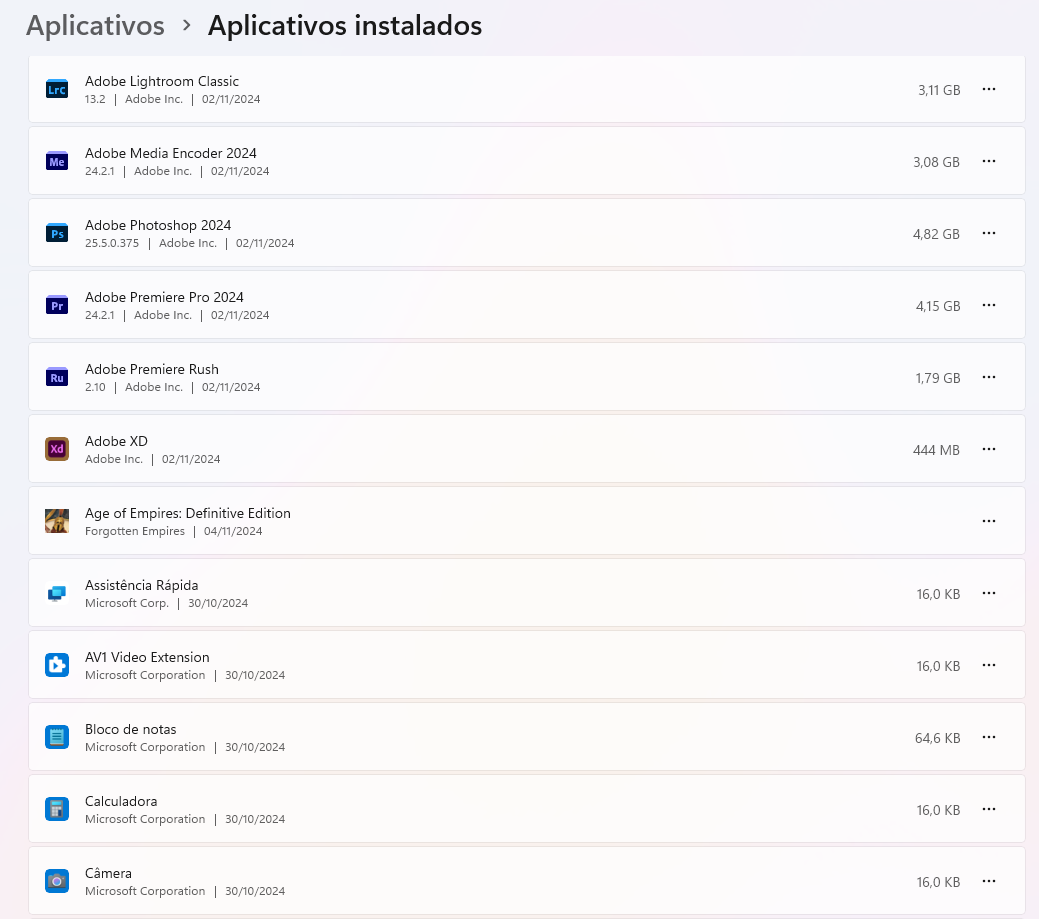 Aplicativos > Aplicativos instalados
Lrc
Adobe Lightroom Classic
13.2 | Adobe Inc. | 02/11/2024
3,11 GB
Me
Adobe Media Encoder 2024
24.2.1 | Adobe Inc. | 02/11/2024
3,08 GB
Ps
Adobe Photoshop 2024
25.5.0.375 | Adobe Inc. | 02/11/2024
4,82 GB
Pr
Adobe Premiere Pro 2024
24.2.1 | Adobe Inc. | 02/11/2024
4,15 GB
Ru
Adobe Premiere Rush
2.10 | Adobe Inc. | 02/11/2024
1,79 GB
Xd
Adobe XD
Adobe Inc. | 02/11/2024
444 MB
Age of Empires: Definitive Edition
Forgotten Empires | 04/11/2024
Assistência Rápida
Microsoft Corp. | 30/10/2024
16,0 KB
AV1 Video Extension
Microsoft Corporation | 30/10/2024
16,0 KB
Bloco de notas
Microsoft Corporation | 30/10/2024
64,6 KB
Calculadora
Microsoft Corporation | 30/10/2024
16,0 KB
Câmera
Microsoft Corporation | 30/10/2024
16,0 KB